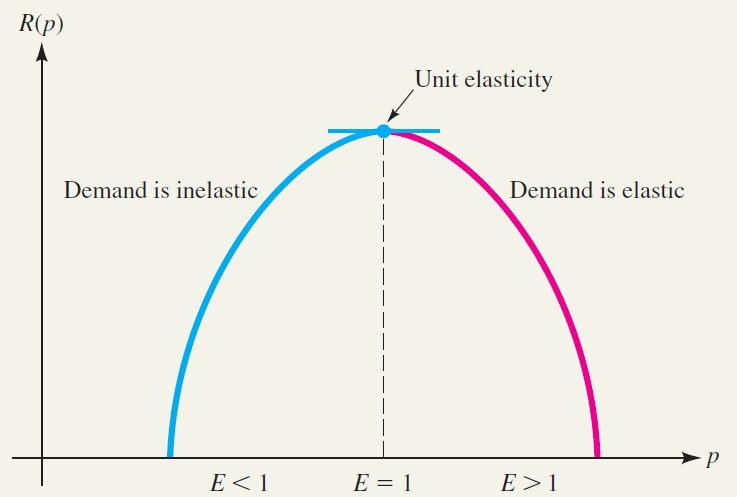 R(p)
Unit elasticity
Demand is inelastic
Demand is elastic
p
E < 1
E = 1
E > 1